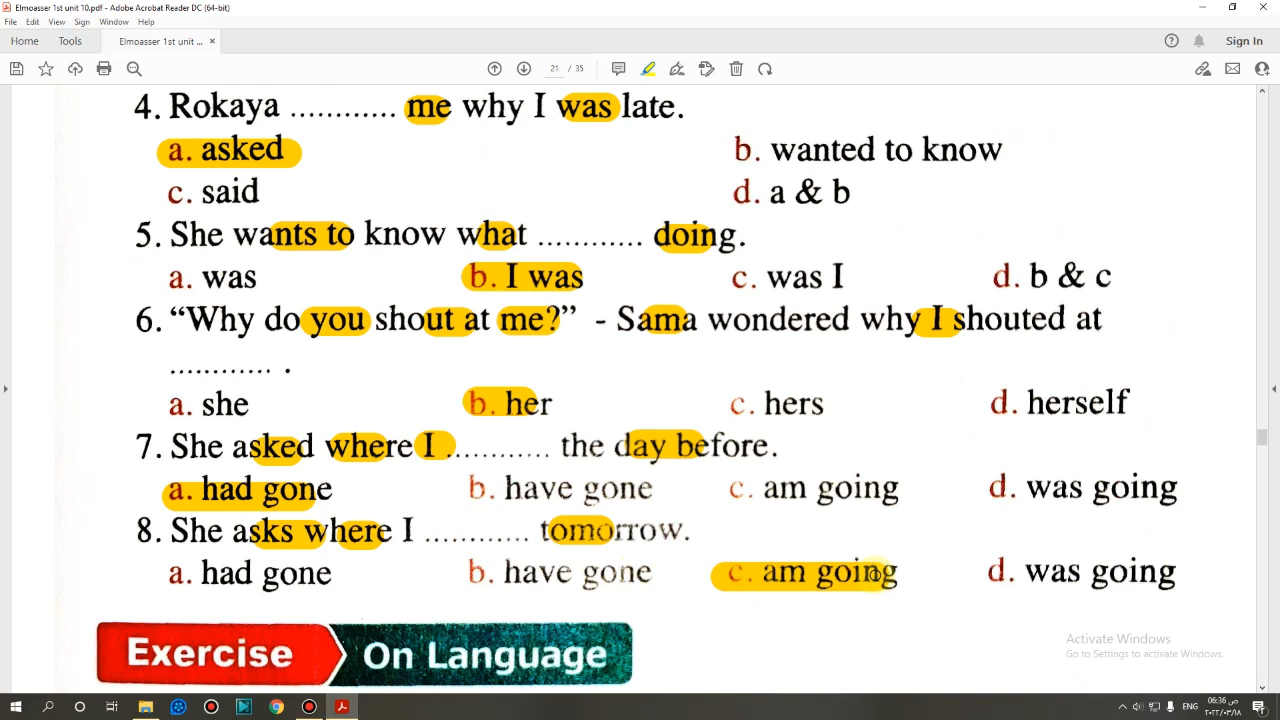 Elmoasser 1st unit 10.pdf - Adobe Acrobat Reader DC (64-bit)
File Edit View Sign Window Help
Home Tools Elmoasser 1st unit ... × Sign In
21 / 35
4. Rokaya ............ me why I was late.
a. asked b. wanted to know
c. said d. a & b
5. She wants to know what ............ doing.
a. was b. I was c. was I d. b & c
6. “Why do you shout at me?” - Sama wondered why I shouted at
............ .
a. she b. her c. hers d. herself
7. She asked where I ............ the day before.
a. had gone b. have gone c. am going d. was going
8. She asks where I ............ tomorrow.
a. had gone b. have gone c. am going d. was going
Activate Windows
Go to Settings to activate Windows.
Exercise On Language
ENG 06:36 ص
٢٠٢٢/٠٣/١٨